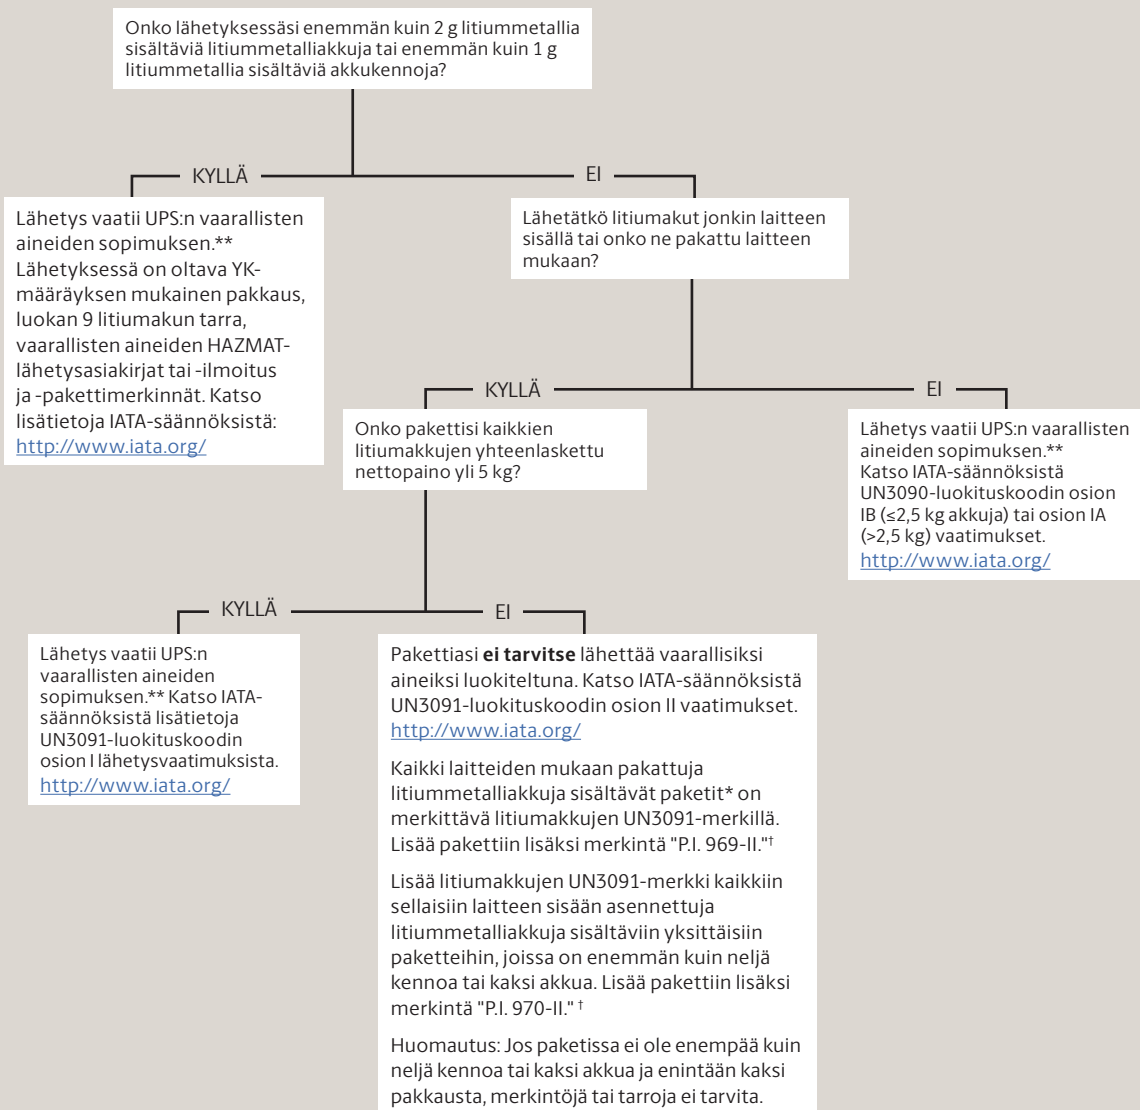 Onko lähetyksessäsi enemmän kuin 2 g litiummetallia
sisältäviä litiummetalliakkuja tai enemmän kuin 1 g
litiummetallia sisältäviä akkukennoja?
KYLLÄ
EI
Lähetys vaatii UPS:n vaarallisten
aineiden sopimuksen.**
Lähetyksessä on oltava YK-
määräyksen mukainen pakkaus,
luokan 9 litiumakun tarra,
vaarallisten aineiden HAZMAT-
lähetysasiakirjat tai -ilmoitus
ja -pakettimerkinnät. Katso
lisätietoja IATA-säännöksistä:
http://www.iata.org/
Lähetätkö litiumakut jonkin laitteen
sisällä tai onko ne pakattu laitteen
mukaan?
KYLLÄ
EI
Onko pakettisi kaikkien
litiumakkujen yhteenlaskettu
nettopaino yli 5 kg?
Lähetys vaatii UPS:n vaarallisten
aineiden sopimuksen.**
Katso IATA-säännöksistä
UN3090-luokituskoodin osion
IB (≤2,5 kg akkuja) tai osion IA
(>2,5 kg) vaatimukset.
http://www.iata.org/
KYLLÄ
EI
Lähetys vaatii UPS:n
vaarallisten aineiden
sopimuksen.** Katso IATA-
säännöksistä lisätietoja
UN3091-luokituskoodin
osion I lähetysvaatimuksista.
http://www.iata.org/
Pakettiasi ei tarvitse lähettää vaarallisiksi
aineiksi luokiteltuna. Katso IATA-säännöksistä
UN3091-luokituskoodin osion II vaatimukset.
http://www.iata.org/
Kaikki laitteiden mukaan pakattuja
litiummetalliakkuja sisältävät paketit* on
merkittävä litiumakkujen UN3091-merkillä.
Lisää pakettiin lisäksi merkintä "P.I. 969-II."†
Lisää litiumakkujen UN3091-merkki kaikkiin
sellaisiin laitteen sisään asennettuja
litiummetalliakkuja sisältäviin yksittäisiin
paketteihin, joissa on enemmän kuin neljä
kennoa tai kaksi akkua. Lisää pakettiin lisäksi
merkintä "P.I. 970-II." †
Huomautus: Jos paketissa ei ole enempää kuin
neljä kennoa tai kaksi akkua ja enintään kaksi
pakkausta, merkintöjä tai tarroja ei tarvita.